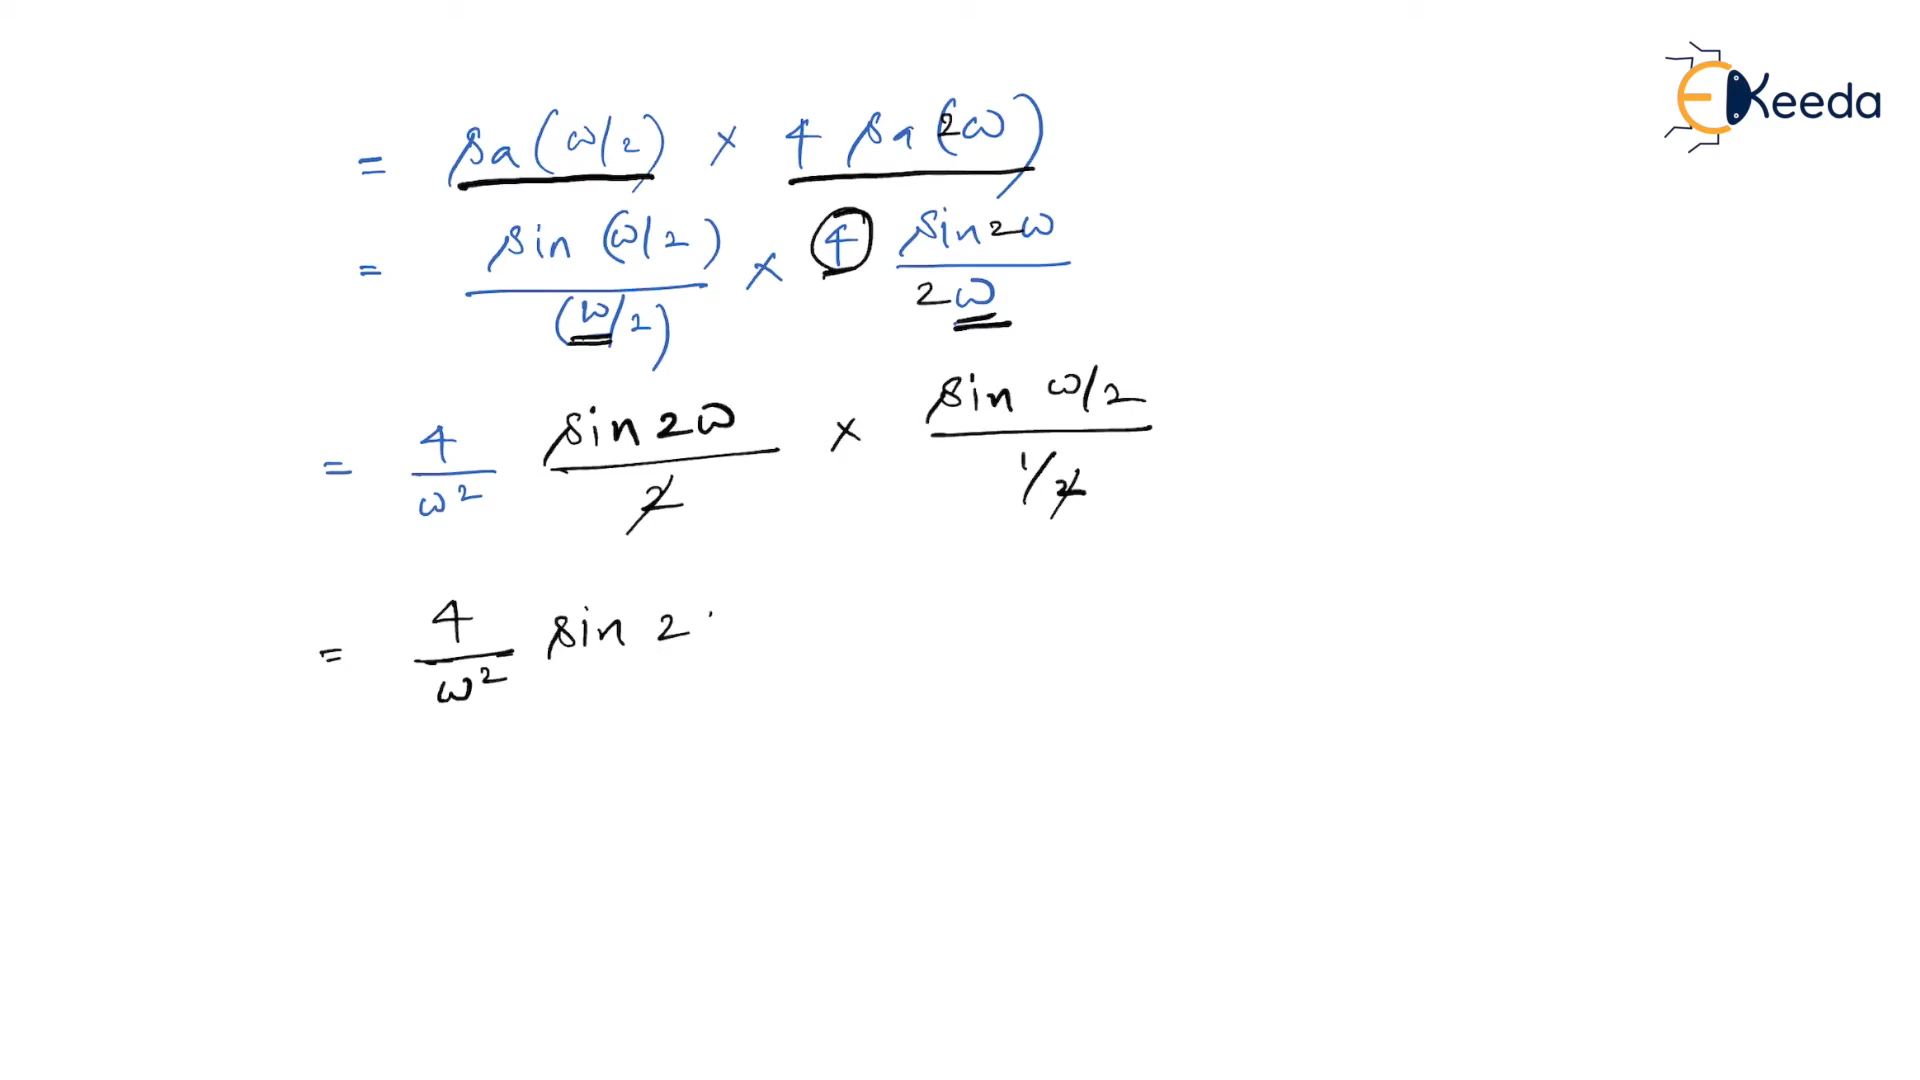 EKeeda
= sa(ω/2) × 4 sa(2ω)
= sin(ω/2)/(ω/2) × 4 sin2ω/2ω
= 4/ω² sin2ω/2 × sin ω/2/1/2
= 4/ω² sin 2